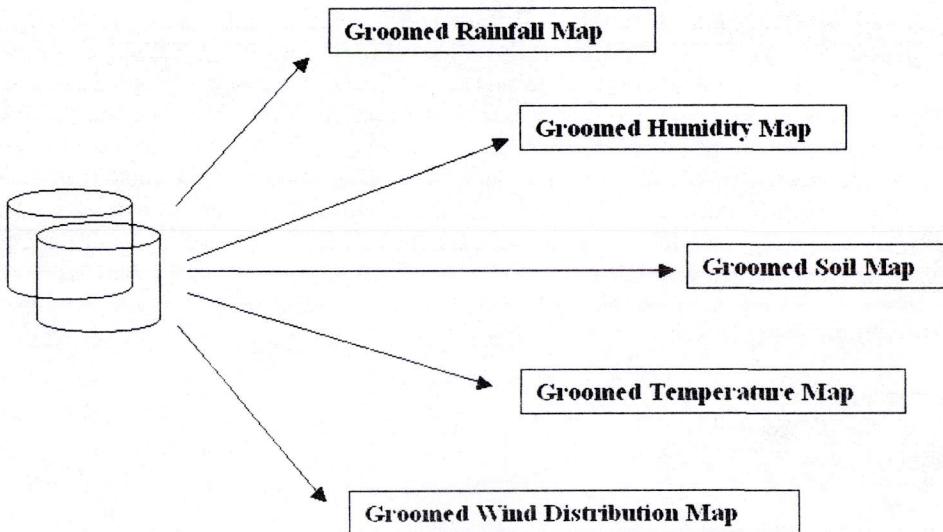 Groomed Rainfall Map
Groomed Humidity Map
Groomed Soil Map
Groomed Temperature Map
Groomed Wind Distribution Map